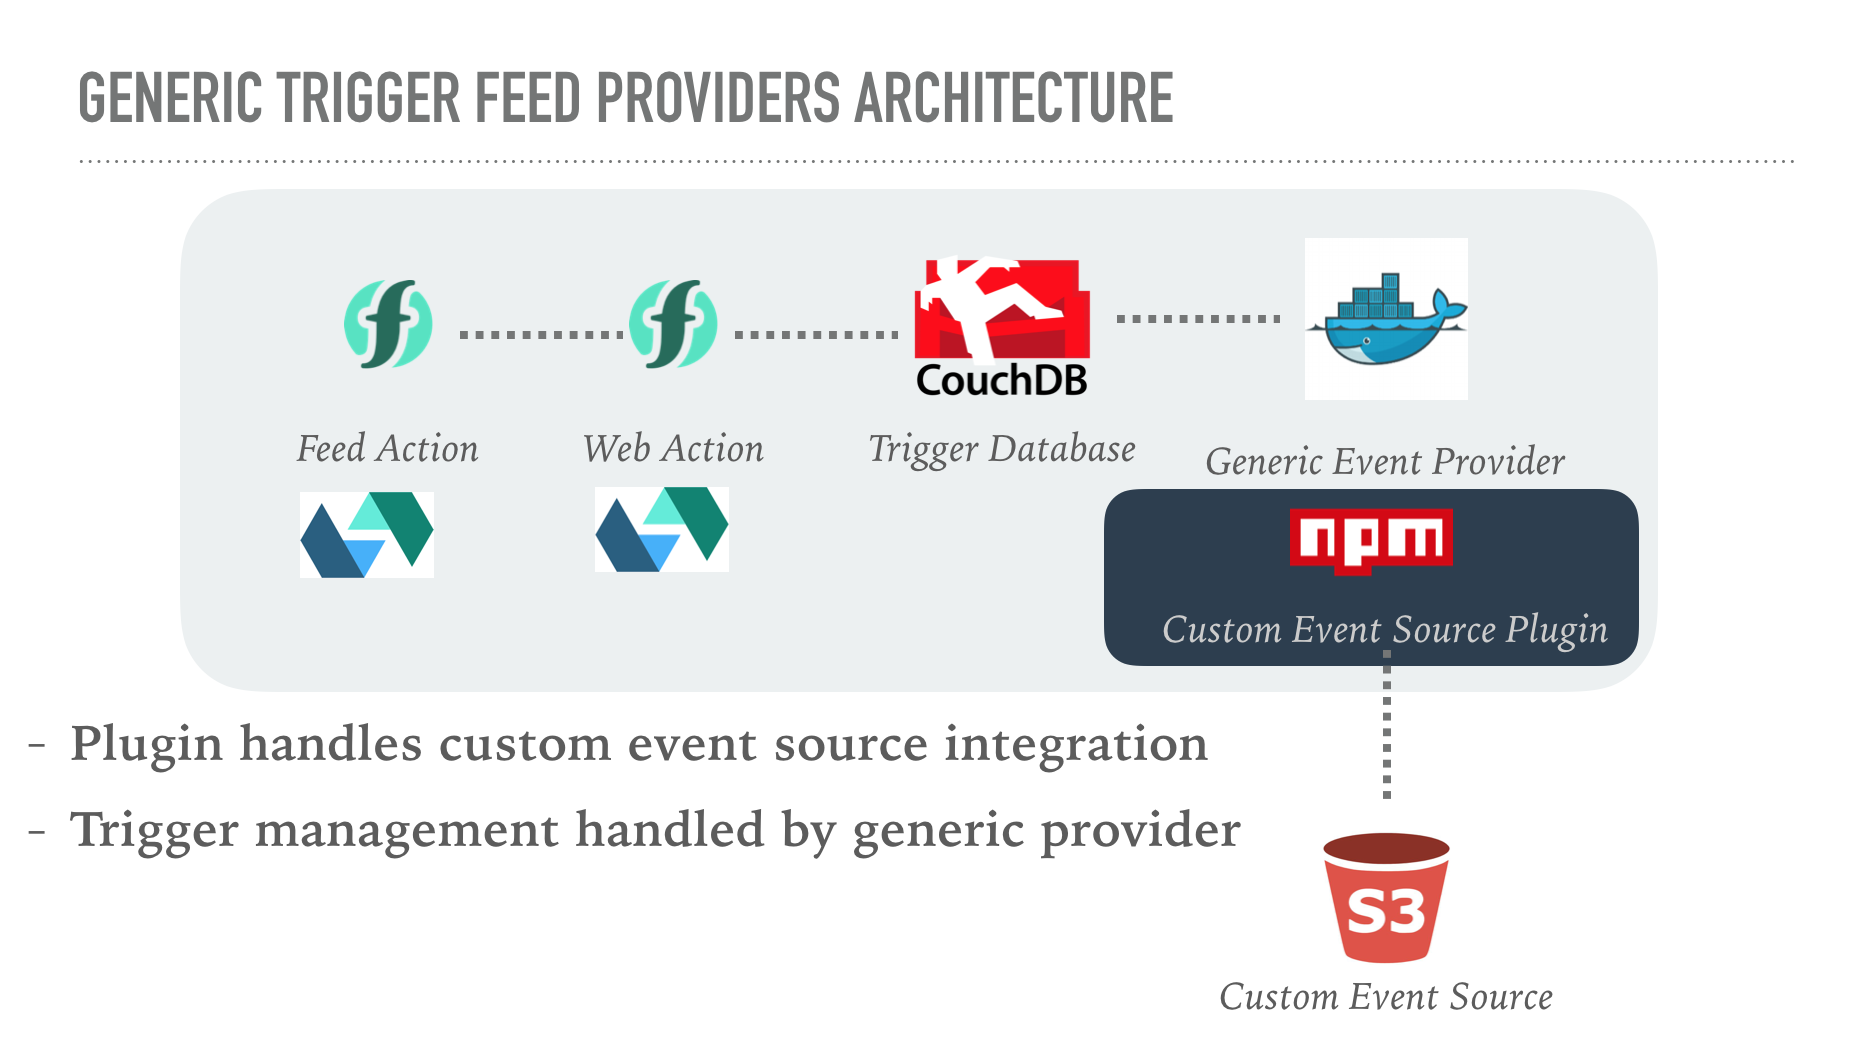 GENERIC TRIGGER FEED PROVIDERS ARCHITECTURE
CouchDB
Feed Action
Web Action
Trigger Database
Generic Event Provider
npm
Custom Event Source Plugin
- Plugin handles custom event source integration
- Trigger management handled by generic provider
S3
Custom Event Source